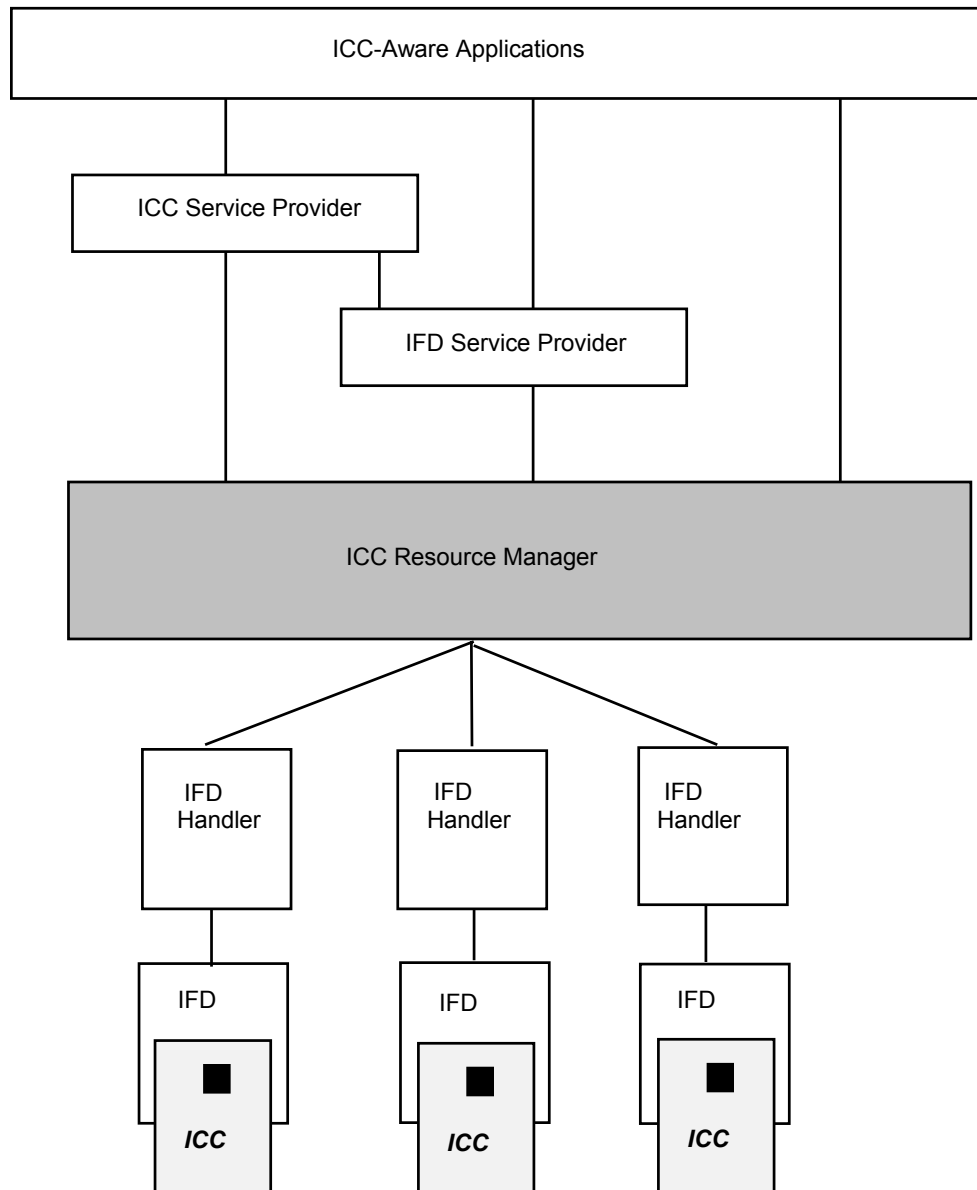 ICC-Aware Applications
ICC Service Provider
IFD Service Provider
ICC Resource Manager
IFD
Handler
IFD
Handler
IFD
Handler
IFD
IFD
IFD
ICC
ICC
ICC